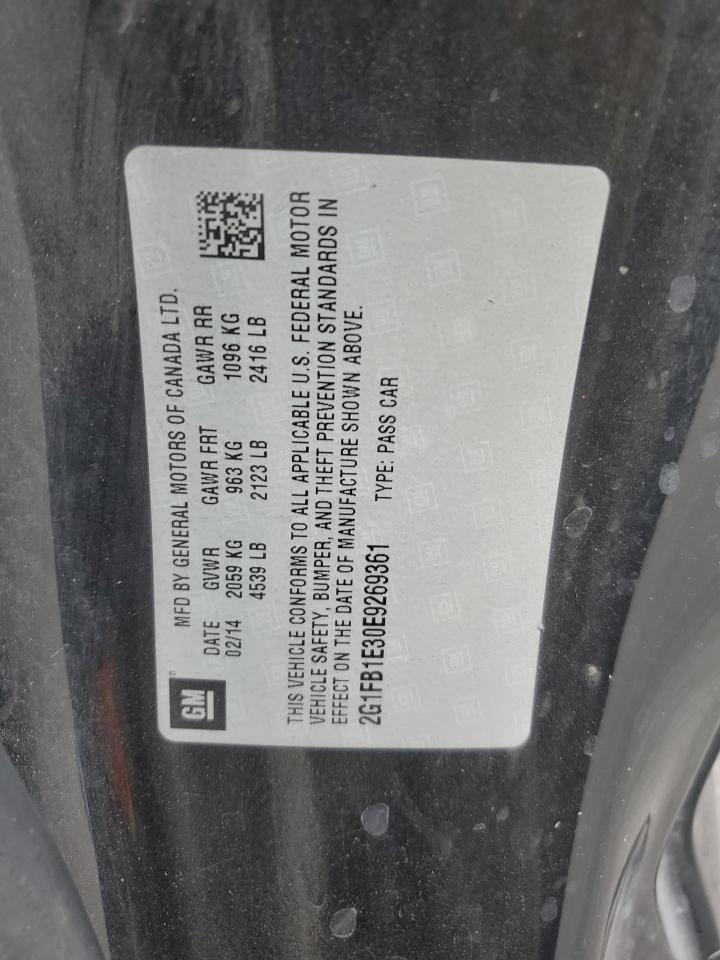 GM
MFD BY GENERAL MOTORS OF CANADA LTD.
DATE GVWR GAWR FRT GAWR RR
02/14 2059 KG 963 KG 1096 KG
4539 LB 2123 LB 2416 LB
THIS VEHICLE CONFORMS TO ALL APPLICABLE U.S. FEDERAL MOTOR
VEHICLE SAFETY, BUMPER, AND THEFT PREVENTION STANDARDS IN
EFFECT ON THE DATE OF MANUFACTURE SHOWN ABOVE.
2G1FB1E30E9269361 TYPE: PASS CAR